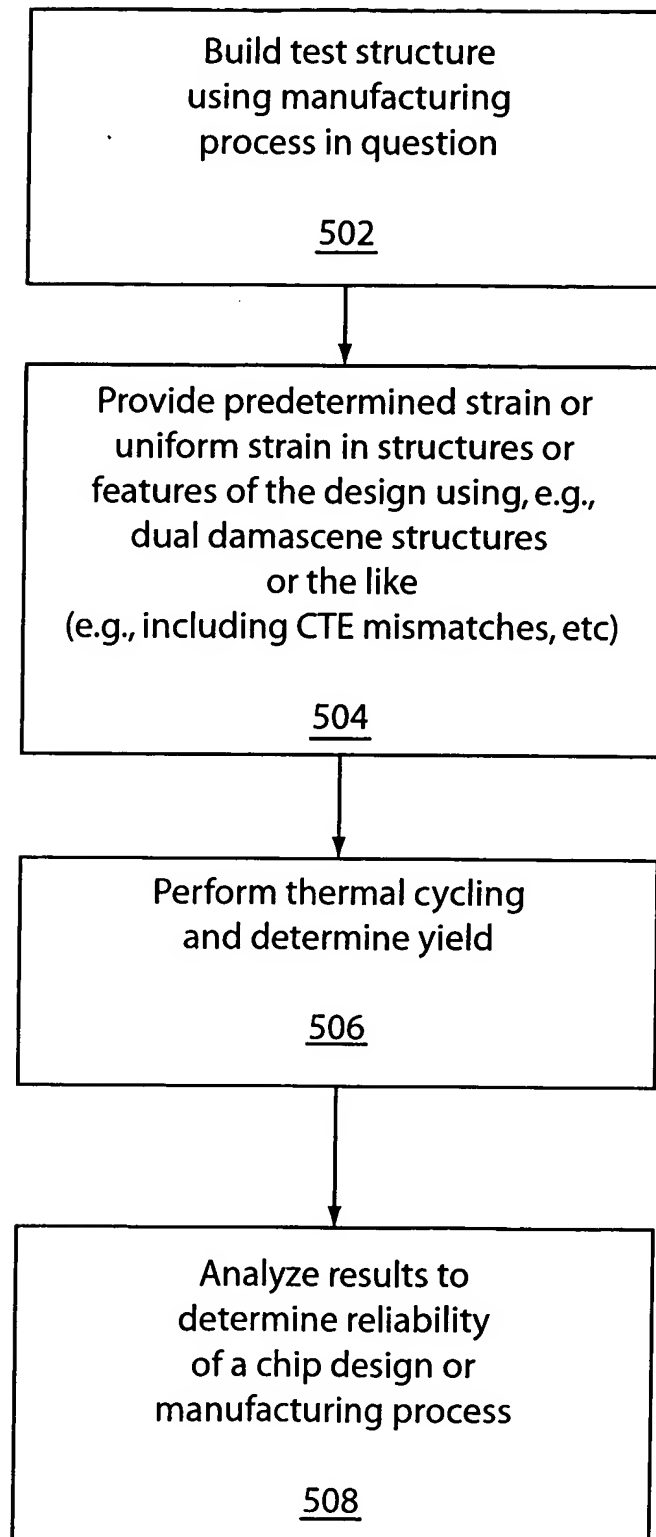 Build test structure
using manufacturing
process in question
502
Provide predetermined strain or
uniform strain in structures or
features of the design using, e.g.,
dual damascene structures
or the like
(e.g., including CTE mismatches, etc)
504
Perform thermal cycling
and determine yield
506
Analyze results to
determine reliability
of a chip design or
manufacturing process
508